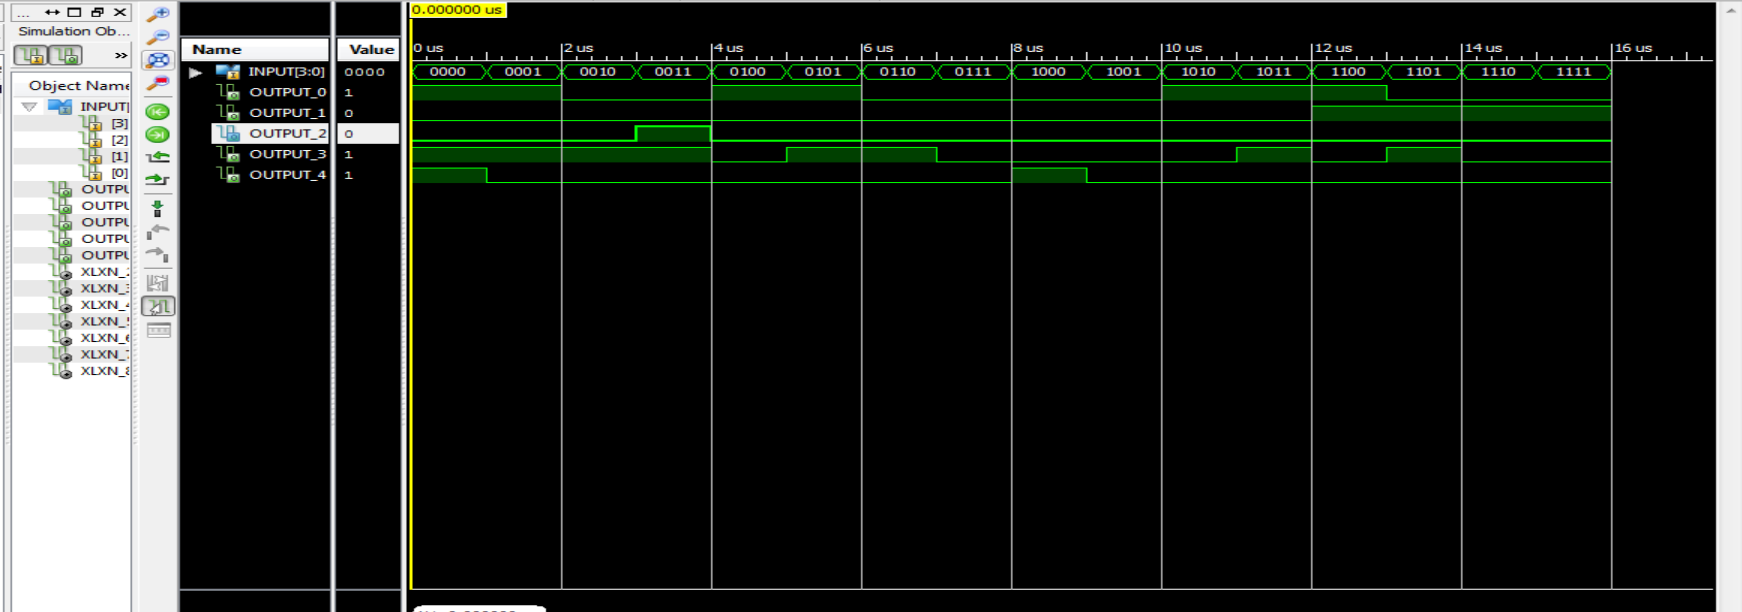 ...
Simulation Ob...
»
Object Name
INPUT[
[3]
[2]
[1]
[0]
OUTPU
OUTPU
OUTPU
OUTPU
OUTPU
XLXN_
XLXN_
XLXN_
XLXN_
XLXN_
XLXN_
XLXN_
Name Value
INPUT[3:0] 0000
OUTPUT_0 1
OUTPUT_1 0
OUTPUT_2 0
OUTPUT_3 1
OUTPUT_4 1
0.000000 us
0 us 2 us 4 us 6 us 8 us 10 us 12 us 14 us 16 us
0000 0001 0010 0011 0100 0101 0110 0111 1000 1001 1010 1011 1100 1101 1110 1111